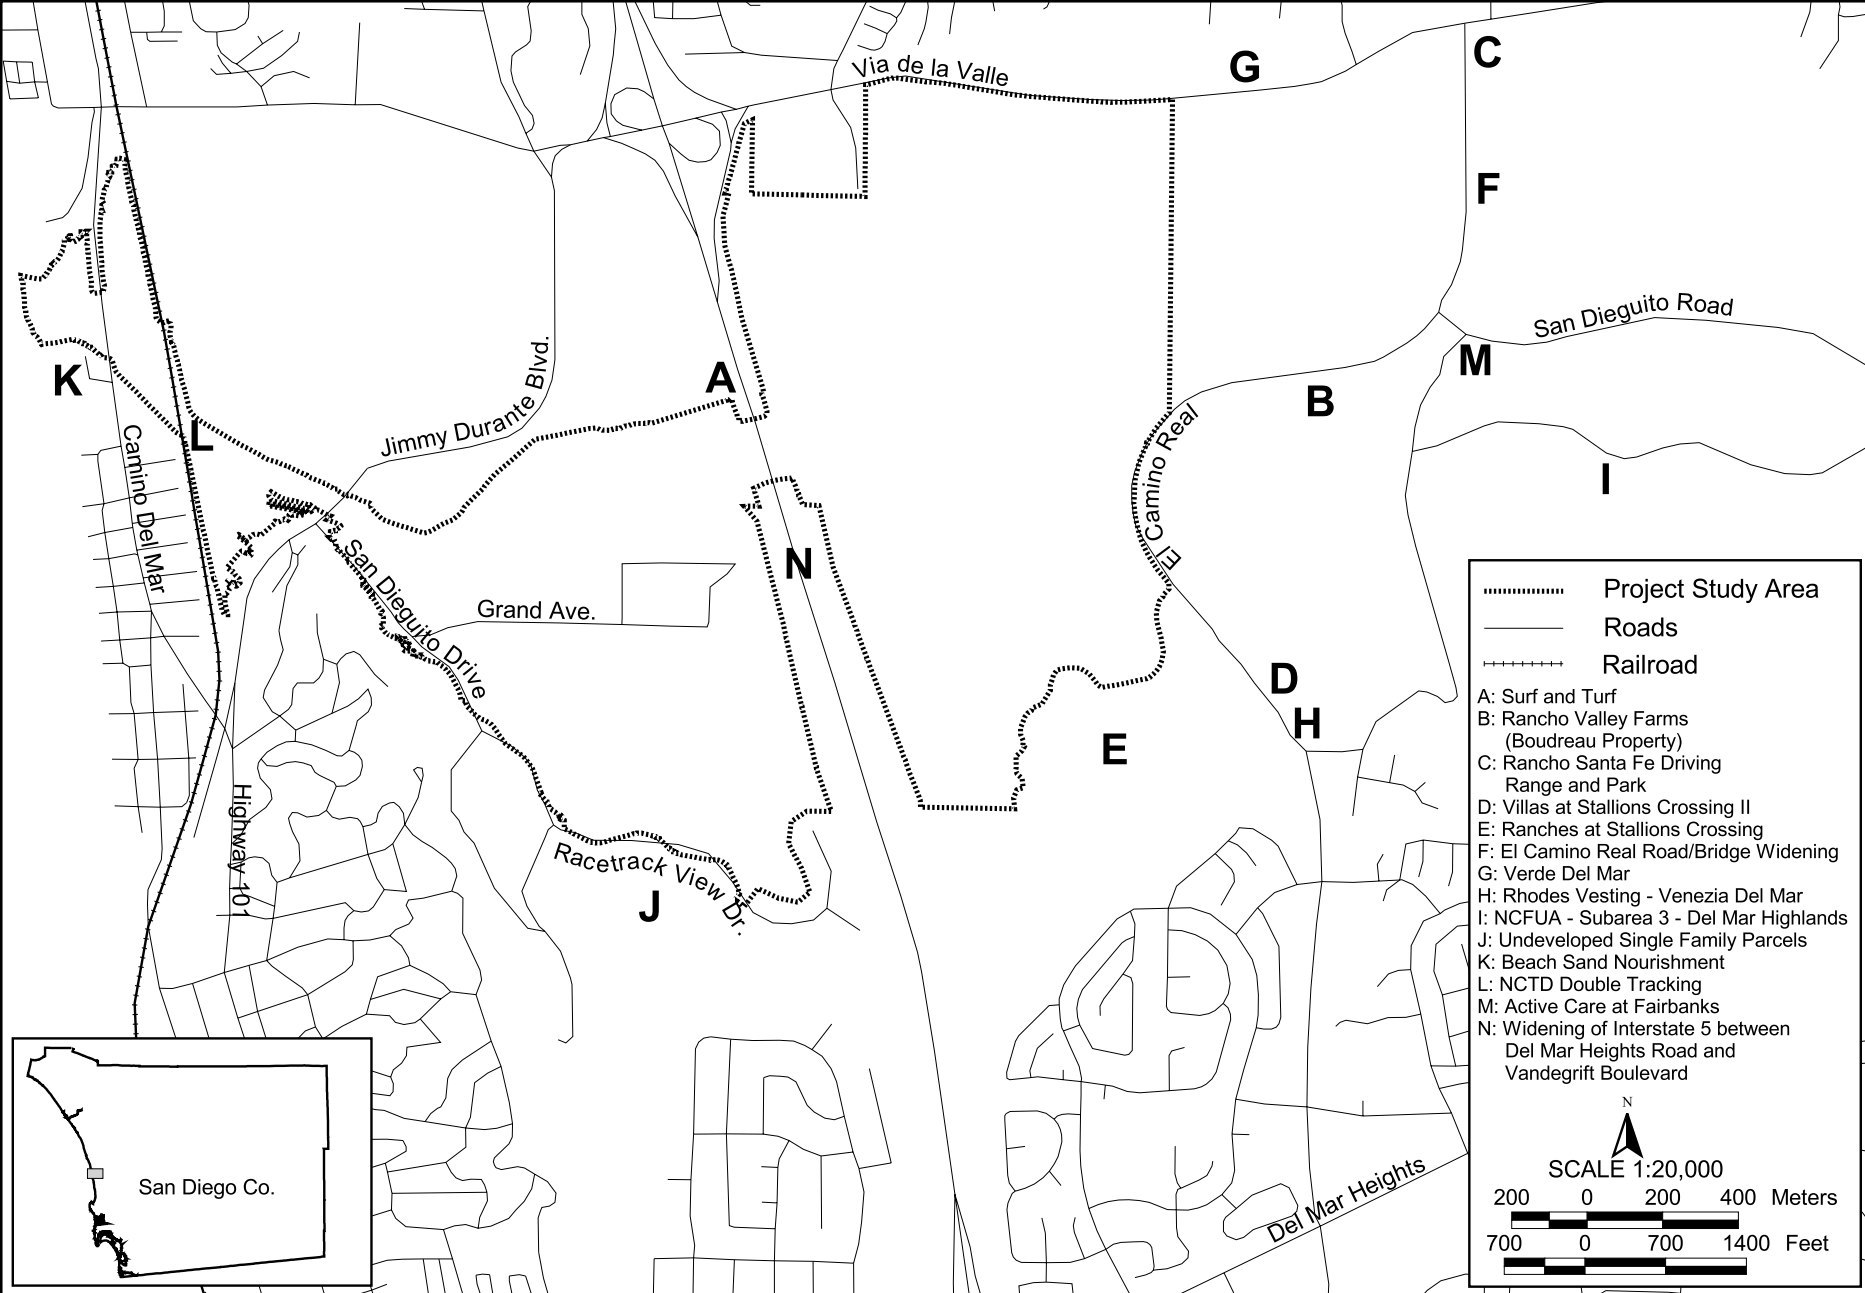 C
Via de la Valle
G
F
San Dieguito Road
Jimmy Durante Blvd.
M
K
A
B
L
El Camino Real
Camino Del Mar
I
San Dieguito Drive
N
Grand Ave.
D
H
E
Highway 101
Racetrack View Dr.
J
Del Mar Heights
San Diego Co.
Project Study Area
Roads
Railroad
A: Surf and Turf
B: Rancho Valley Farms
(Boudreau Property)
C: Rancho Santa Fe Driving
Range and Park
D: Villas at Stallions Crossing II
E: Ranches at Stallions Crossing
F: El Camino Real Road/Bridge Widening
G: Verde Del Mar
H: Rhodes Vesting - Venezia Del Mar
I: NCFUA - Subarea 3 - Del Mar Highlands
J: Undeveloped Single Family Parcels
K: Beach Sand Nourishment
L: NCTD Double Tracking
M: Active Care at Fairbanks
N: Widening of Interstate 5 between
Del Mar Heights Road and
Vandegrift Boulevard
N
SCALE 1:20,000
200 0 200 400 Meters
700 0 700 1400 Feet